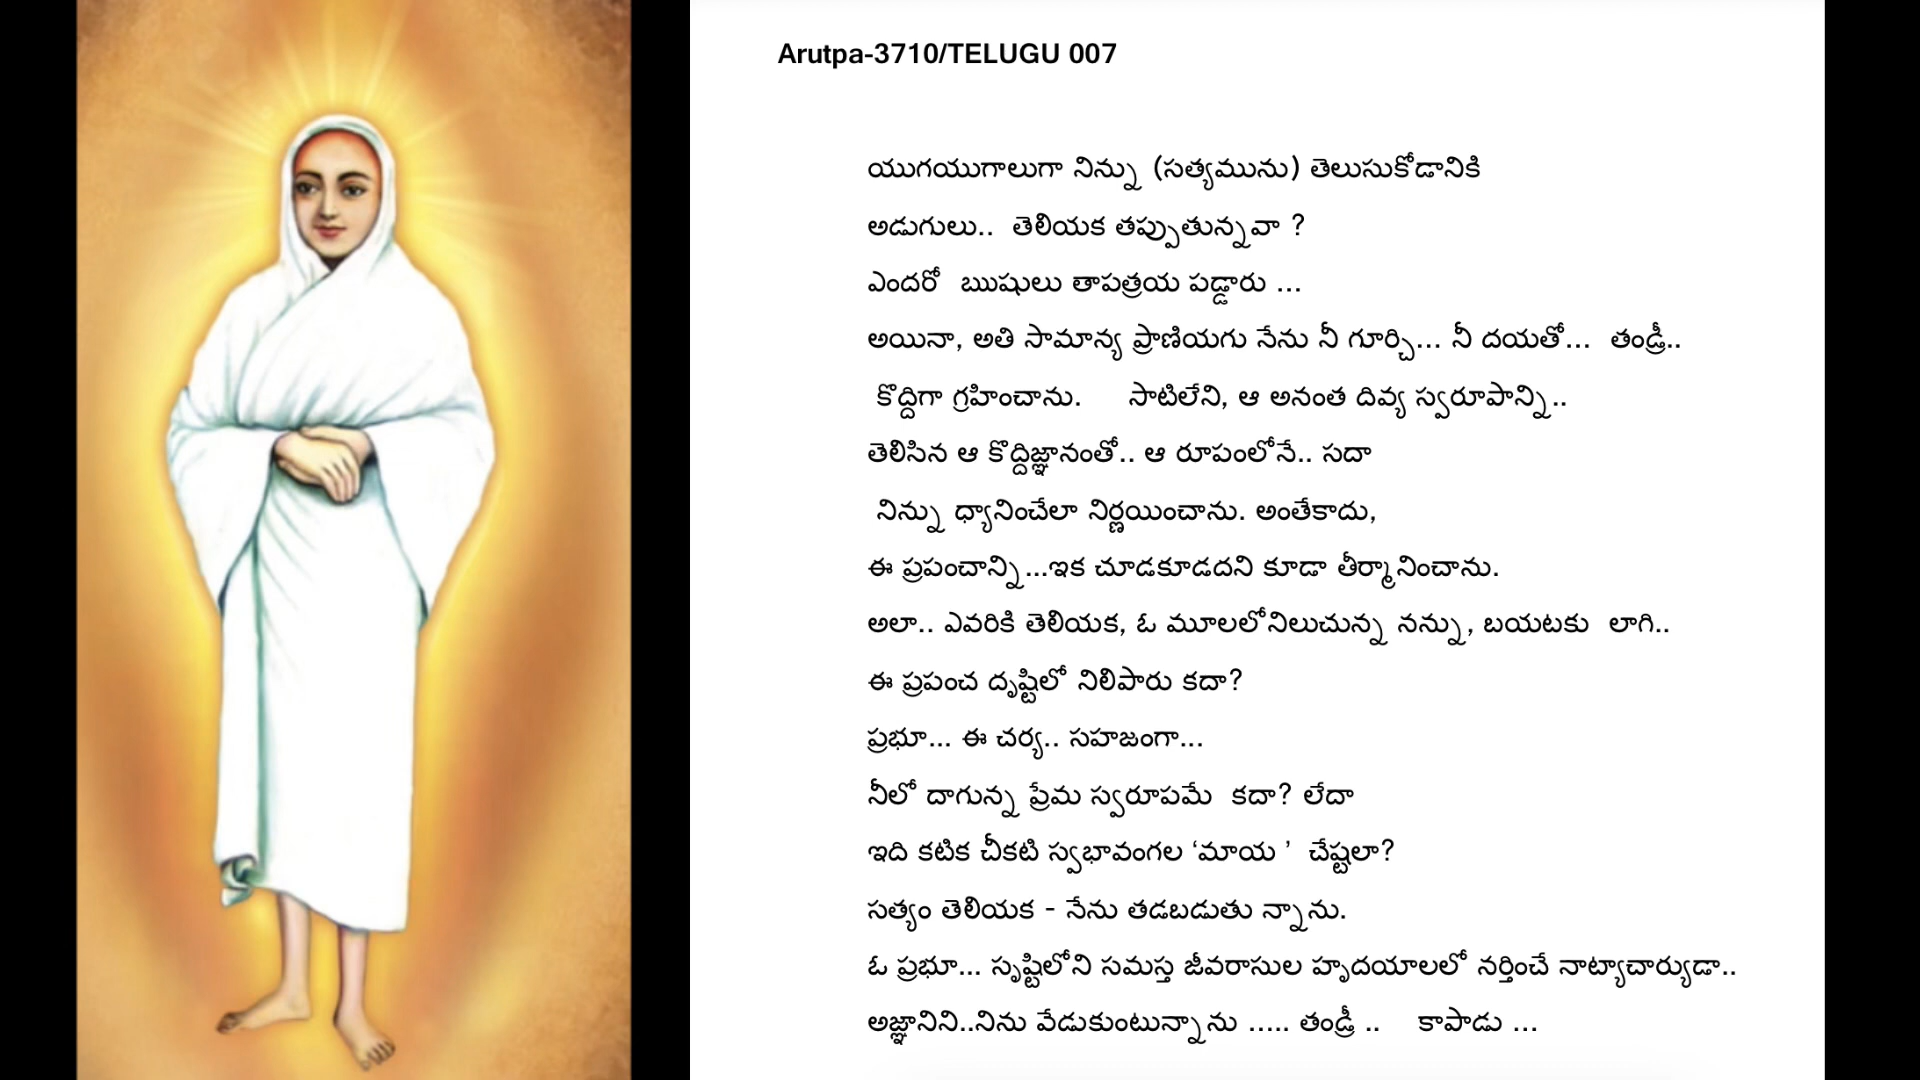 Arutpa-3710/TELUGU 007
యుగయుగాలుగా నిన్ను (సత్యమును) తెలుసుకోడానికి
అడుగులు.. తెలియక తప్పుతున్నవా ?
ఎందరో ఋషులు తాపత్రయ పడ్డారు ...
అయినా, అతి సామాన్య ప్రాణియగు నేను నీ గూర్చి... నీ దయతో... తండ్రీ..
కొద్దిగా గ్రహించాను. సాటిలేని, ఆ అనంత దివ్య స్వరూపాన్ని..
తెలిసిన ఆ కొద్దిజ్ఞానంతో.. ఆ రూపంలోనే.. సదా
నిన్ను ధ్యానించేలా నిర్ణయించాను. అంతేకాదు,
ఈ ప్రపంచాన్ని...ఇక చూడకూడదని కూడా తీర్మానించాను.
అలా.. ఎవరికి తెలియక, ఓ మూలలోనిలుచున్న నన్ను, బయటకు లాగి..
ఈ ప్రపంచ దృష్టిలో నిలిపారు కదా?
ప్రభూ... ఈ చర్య.. సహజంగా...
నీలో దాగున్న ప్రేమ స్వరూపమే కదా? లేదా
ఇది కటిక చీకటి స్వభావంగల ‘మాయ ’ చేష్టలా?
సత్యం తెలియక - నేను తడబడుతు న్నాను.
ఓ ప్రభూ... సృష్టిలోని సమస్త జీవరాసుల హృదయాలలో నర్తించే నాట్యాచార్యుడా..
అజ్ఞానిని..నిను వేడుకుంటున్నాను ..... తండ్రీ .. కాపాడు ...